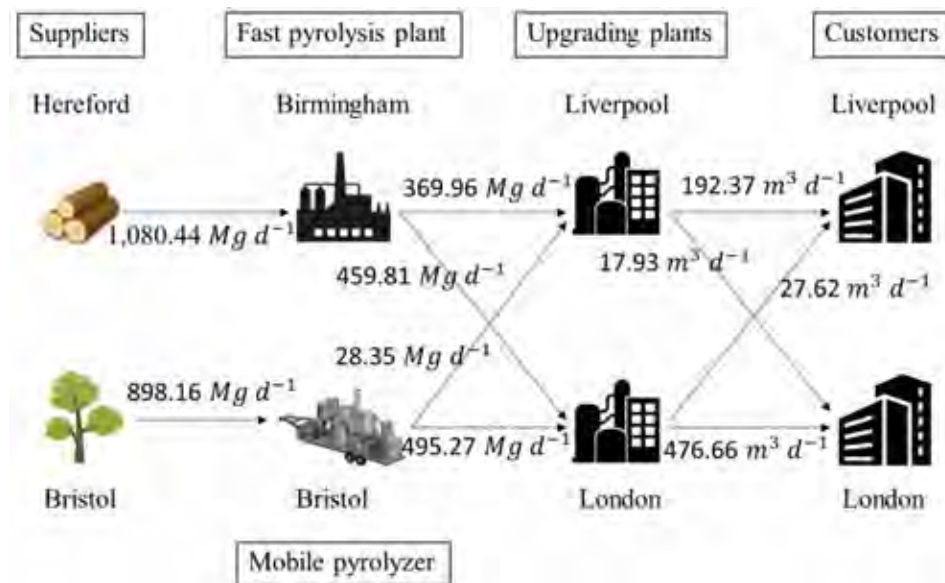 Suppliers Fast pyrolysis plant Upgrading plants Customers
Hereford Birmingham Liverpool Liverpool
369.96 Mg d⁻¹ 192.37 m³ d⁻¹
1,080.44 Mg d⁻¹
459.81 Mg d⁻¹ 17.93 m³ d⁻¹ 27.62 m³ d⁻¹
28.35 Mg d⁻¹
898.16 Mg d⁻¹
495.27 Mg d⁻¹ 476.66 m³ d⁻¹
Bristol Bristol London London
Mobile pyrolyzer